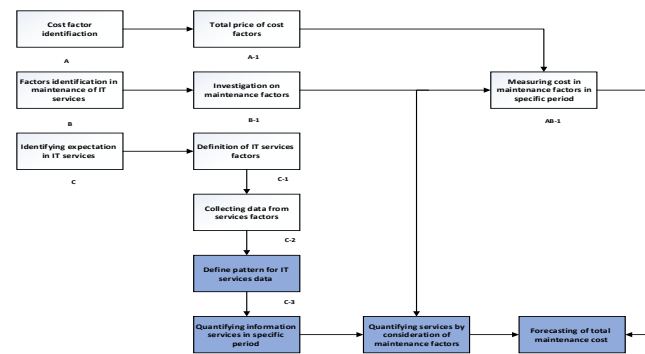 Cost factor
identifiaction
Total price of cost
factors
A
A-1
Factors identification in
maintenance of IT
services
Investigation on
maintenance factors
Measuring cost in
maintenance factors in
specific period
B
B-1
AB-1
Identifying expectation
in IT services
Definition of IT services
factors
C
C-1
Collecting data from
services factors
C-2
Define pattern for IT
services data
C-3
Quantifying information
services in specific
period
Quantifying services by
consideration of
maintenance factors
Forecasting of total
maintenance cost